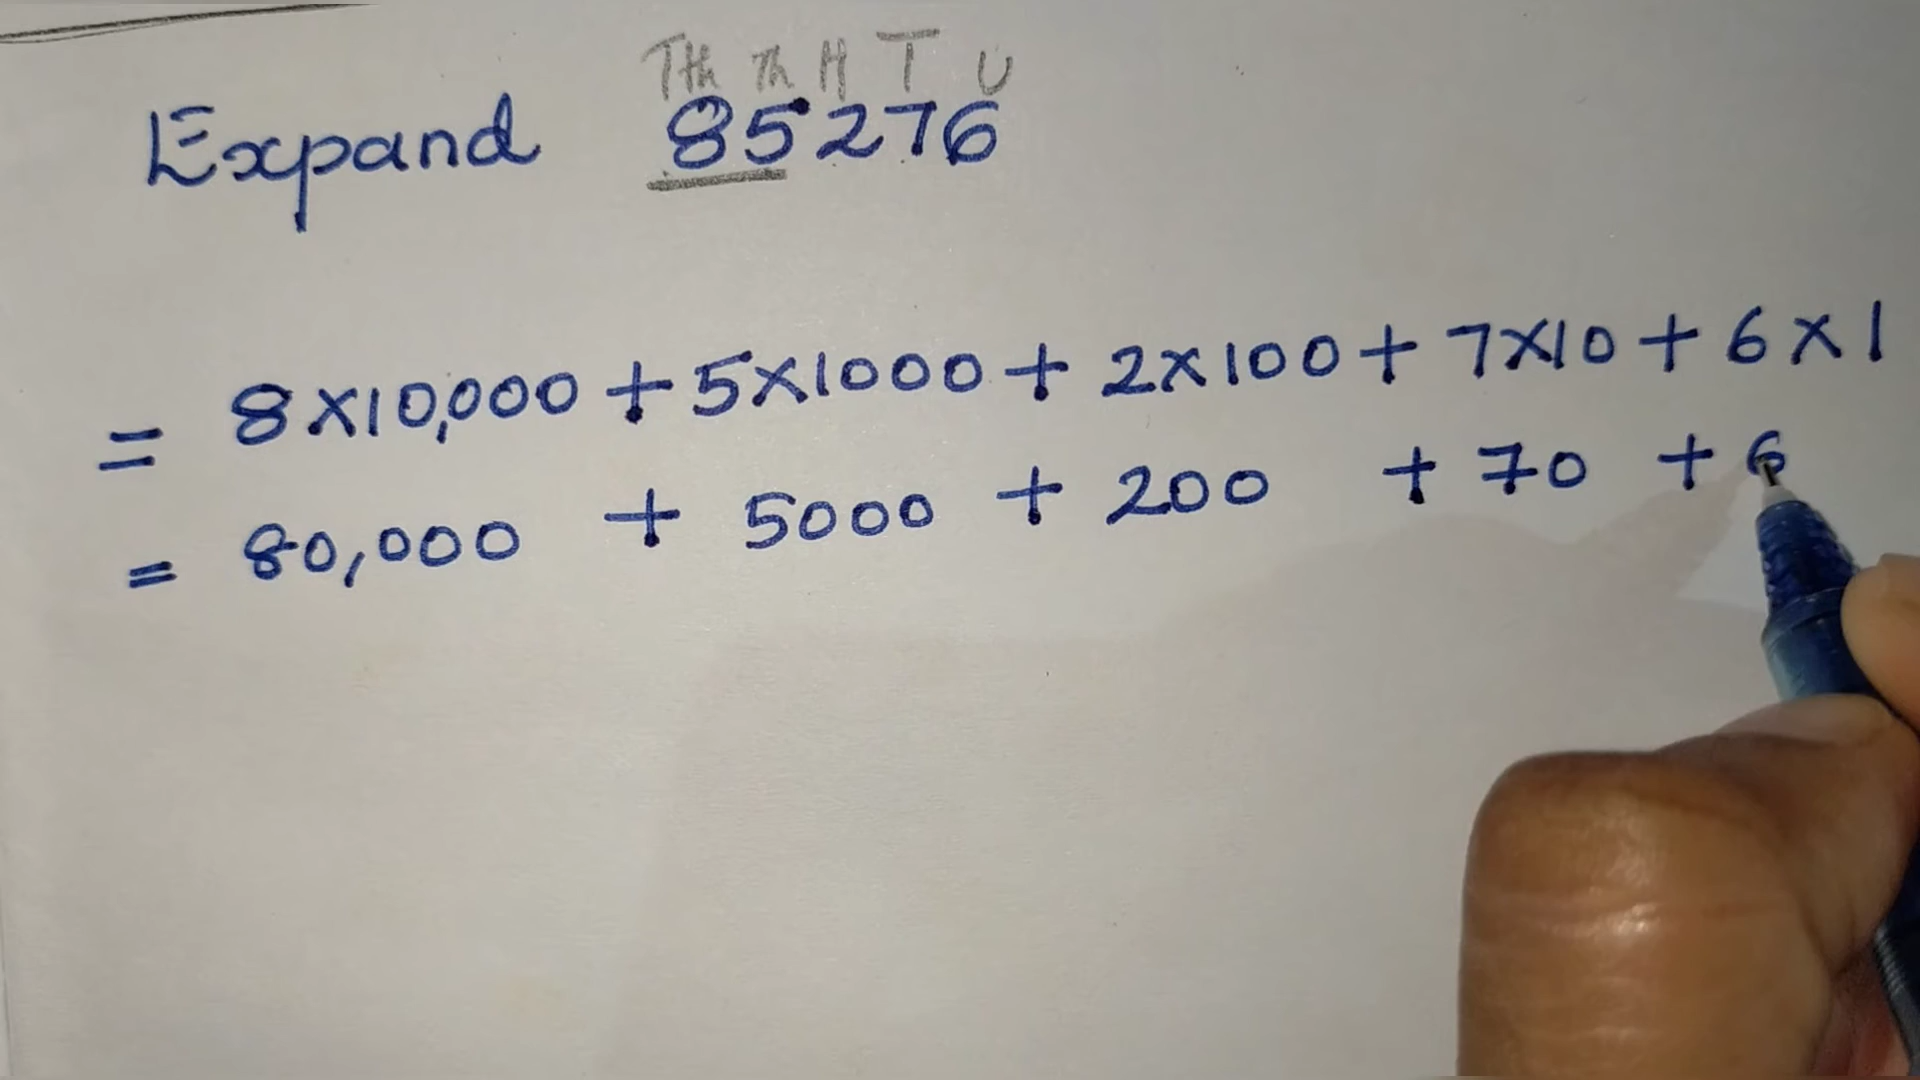 Tth Th H T U
Expand 85276
= 8×10,000 + 5×1000 + 2×100 + 7×10 + 6×1
= 80,000 + 5000 + 200 + 70 + 6